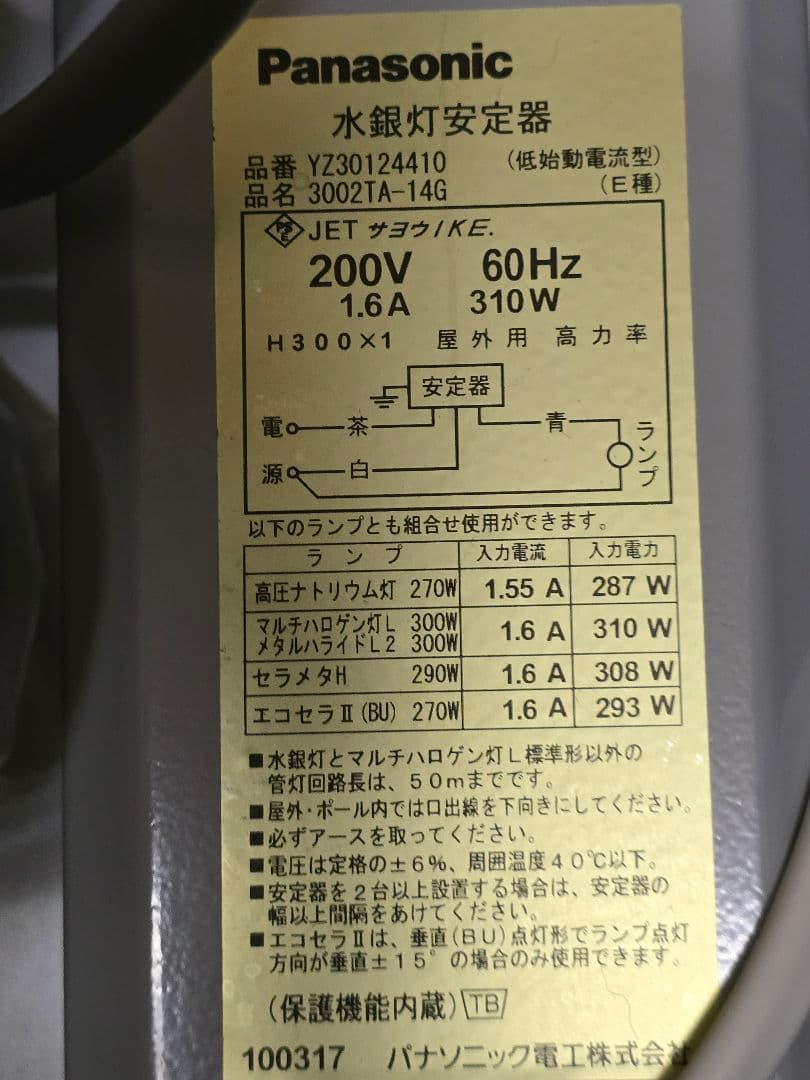 Panasonic
水銀灯安定器
品番 YZ30124410 (低始動電流型)
品名 3002TA-14G (E種)
PSE JET サヨウIKE.
200V 60Hz
1.6A 310W
H300×1 屋外用 高力率
安定器
電 茶 青 ランプ
源 白
以下のランプとも組合せ使用ができます。
ランプ 入力電流 入力電力
高圧ナトリウム灯 270W 1.55 A 287 W
マルチハロゲン灯L 300W 1.6 A 310 W
メタルハライドL2 300W
セラメタH 290W 1.6 A 308 W
エコセラⅡ(BU) 270W 1.6 A 293 W
■水銀灯とマルチハロゲン灯L標準形以外の
管灯回路長は、50mまでです。
■屋外・ポール内では口出線を下向きにしてください。
■必ずアースを取ってください。
■電圧は定格の±6%、周囲温度40℃以下。
■安定器を2台以上設置する場合は、安定器の
幅以上間隔をあけてください。
■エコセラⅡは、垂直(BU)点灯形でランプ点灯
方向が垂直±15°の場合のみ使用できます。
(保護機能内蔵) TB
100317 パナソニック電工株式会社